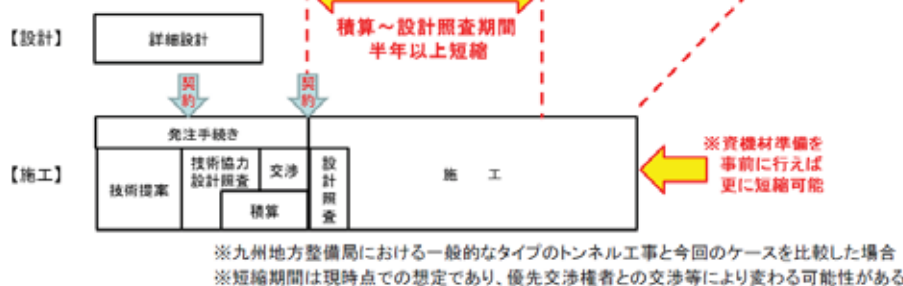 積算～設計照査期間
半年以上短縮
【設計】
詳細設計
契約
契約
発注手続き
【施工】
技術提案
技術協力
設計照査
交渉
積算
設計照査
施 工
※資機材準備を
事前に行えば
更に短縮可能
※九州地方整備局における一般的なタイプのトンネル工事と今回のケースを比較した場合
※短縮期間は現時点での想定であり、優先交渉権者との交渉等により変わる可能性がある